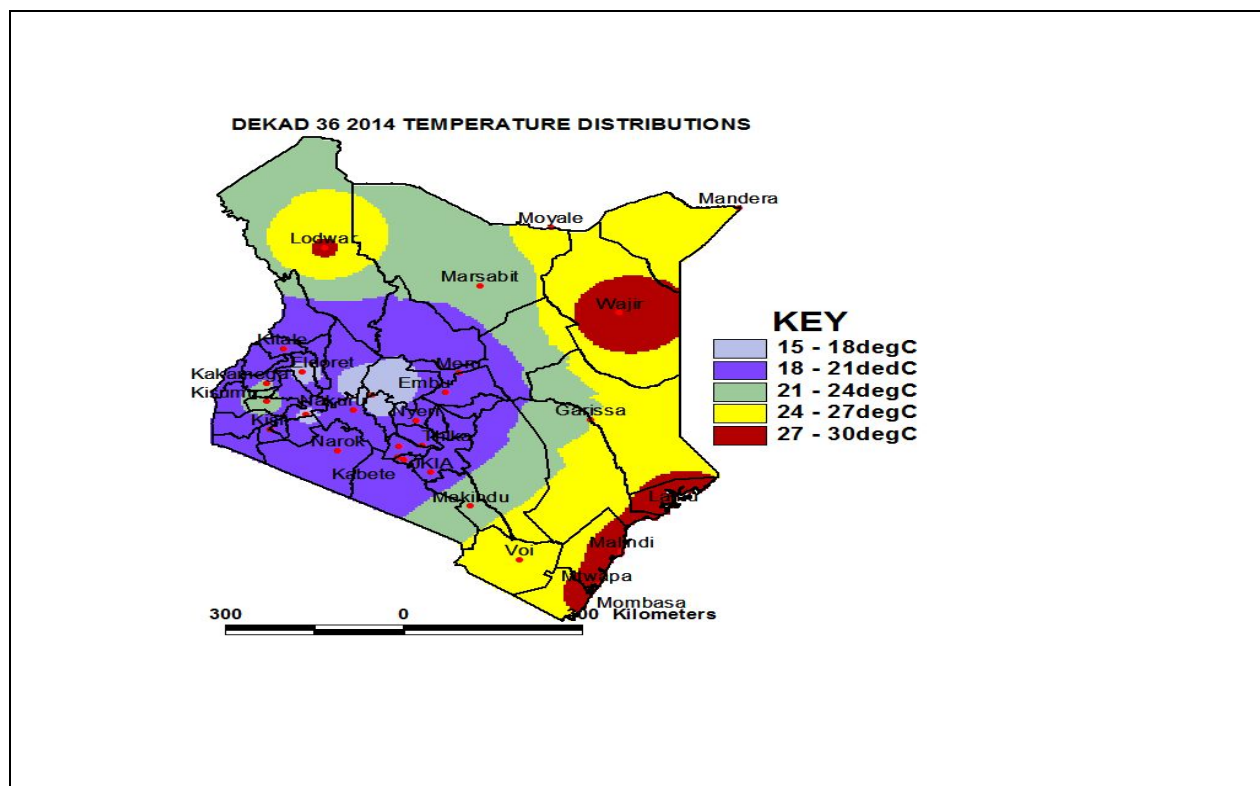 DEKAD 36 2014 TEMPERATURE DISTRIBUTIONS
Mandera
Moyale
Lodwar
Marsabit
Wajir
KEY
15 - 18degC
18 - 21dedC
21 - 24degC
24 - 27degC
27 - 30degC
Kitale
Eldoret
Meru
Kakamega
Embu
Kisumu
Nakuru
Nyeri
Garissa
Kisii
Thika
Narok
Kabete
JKIA
Makindu
Lamu
Voi
Malindi
Mtwapa
Mombasa
300 0 300 Kilometers